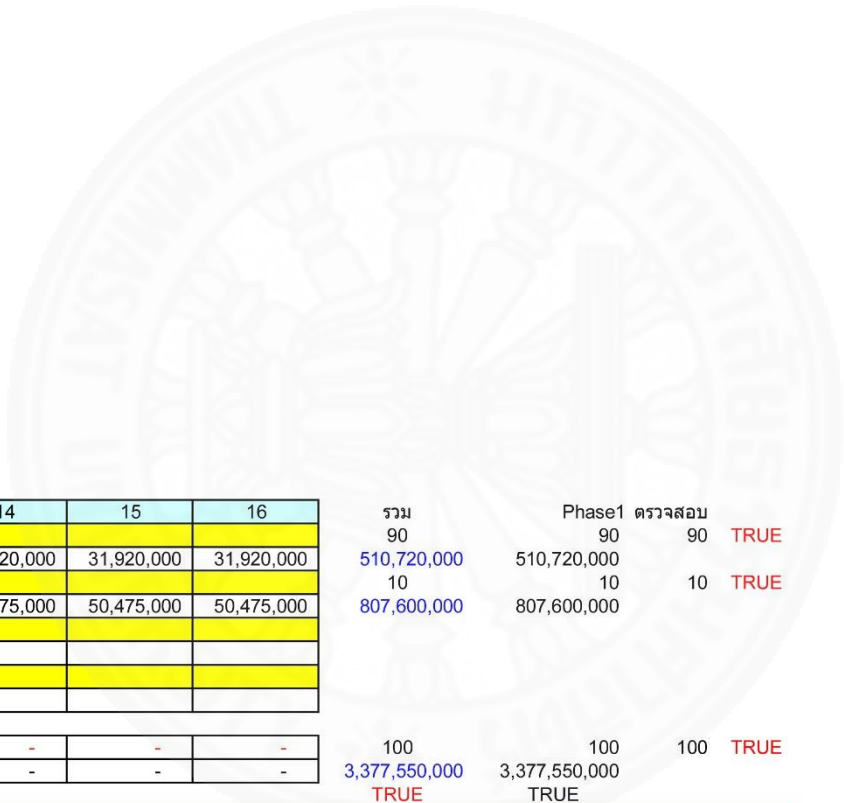 14 15 16 รวม Phase1 ตรวจสอบ
90 90 90 TRUE
20,000 31,920,000 31,920,000 510,720,000 510,720,000
10 10 10 TRUE
75,000 50,475,000 50,475,000 807,600,000 807,600,000
- - - 100 100 100 TRUE
- - - 3,377,550,000 3,377,550,000
TRUE TRUE